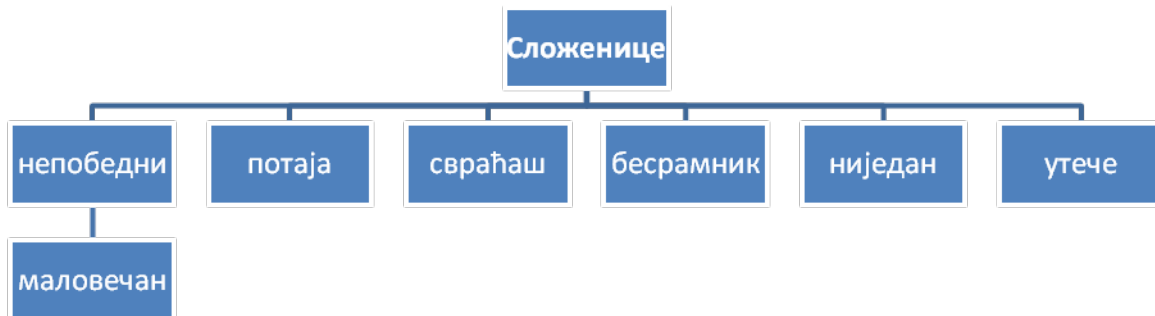 Сложенице
непобедни
потаја
свраћаш
бесрамник
ниједан
утече
маловечан